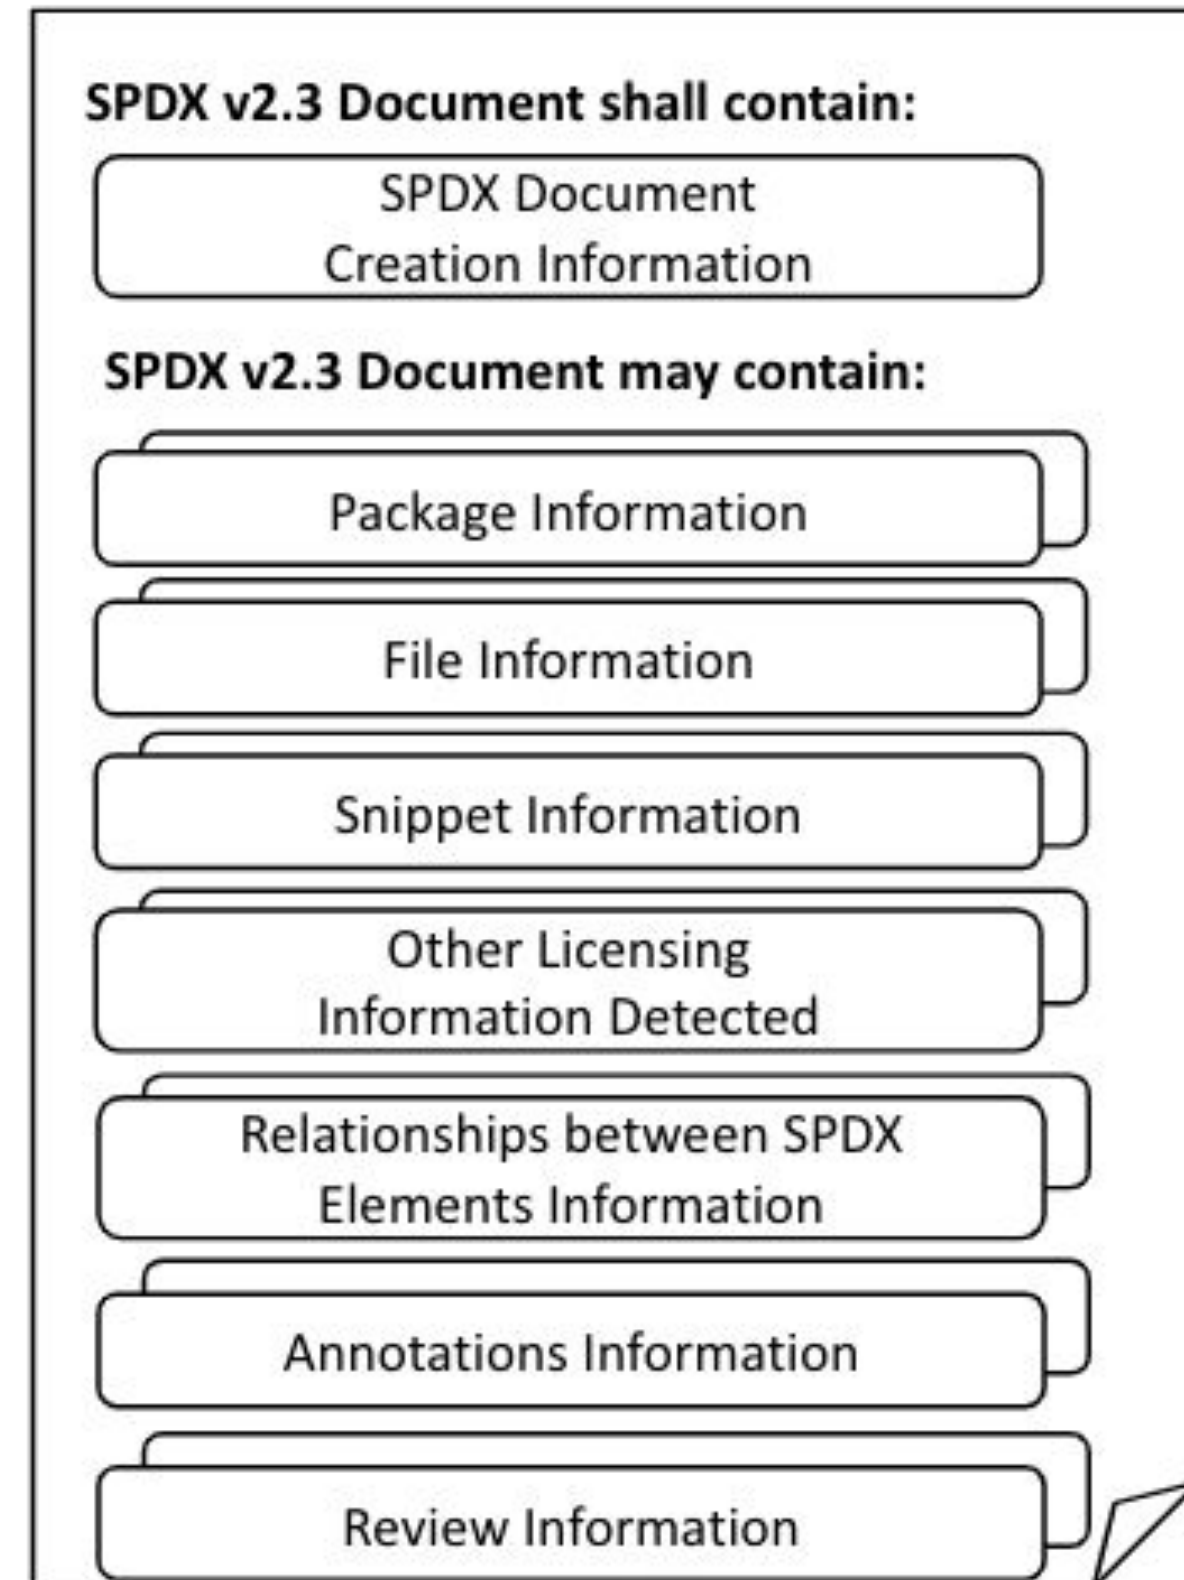 SPDX v2.3 Document shall contain:
SPDX Document
Creation Information
SPDX v2.3 Document may contain:
Package Information
File Information
Snippet Information
Other Licensing
Information Detected
Relationships between SPDX
Elements Information
Annotations Information
Review Information